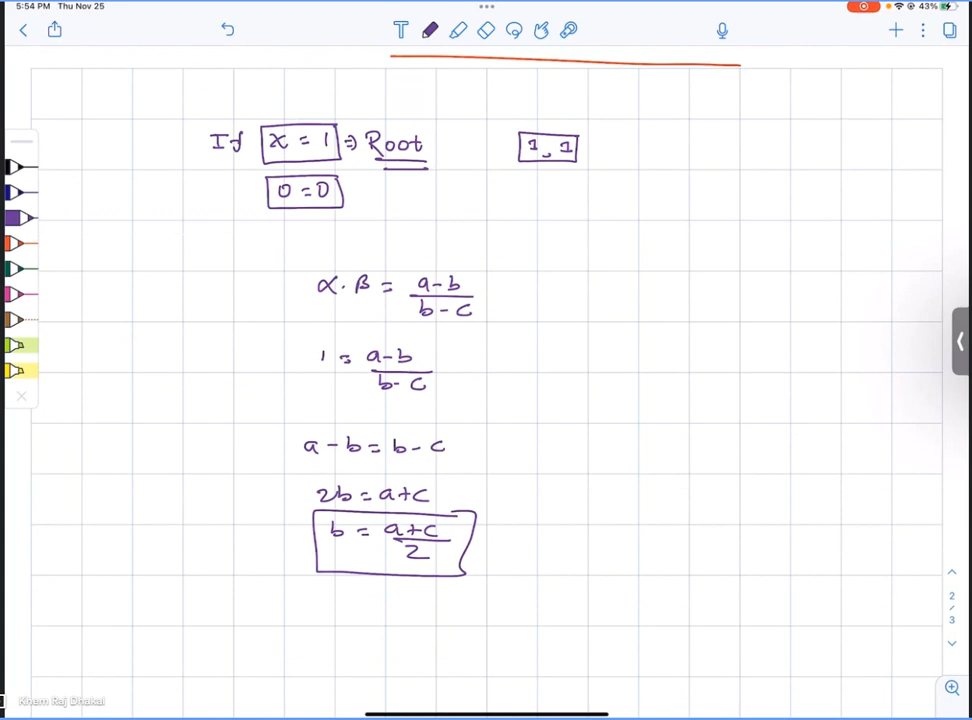 5:54 PM Thu Nov 25
43%
T
If x = 1 ⇒ Root
1, 1
0 = 0
α · β = a-b / b-c
1 = a-b / b-c
a - b = b - c
2b = a+c
b = a+c / 2
2
/
3
Khem Raj Dhakal